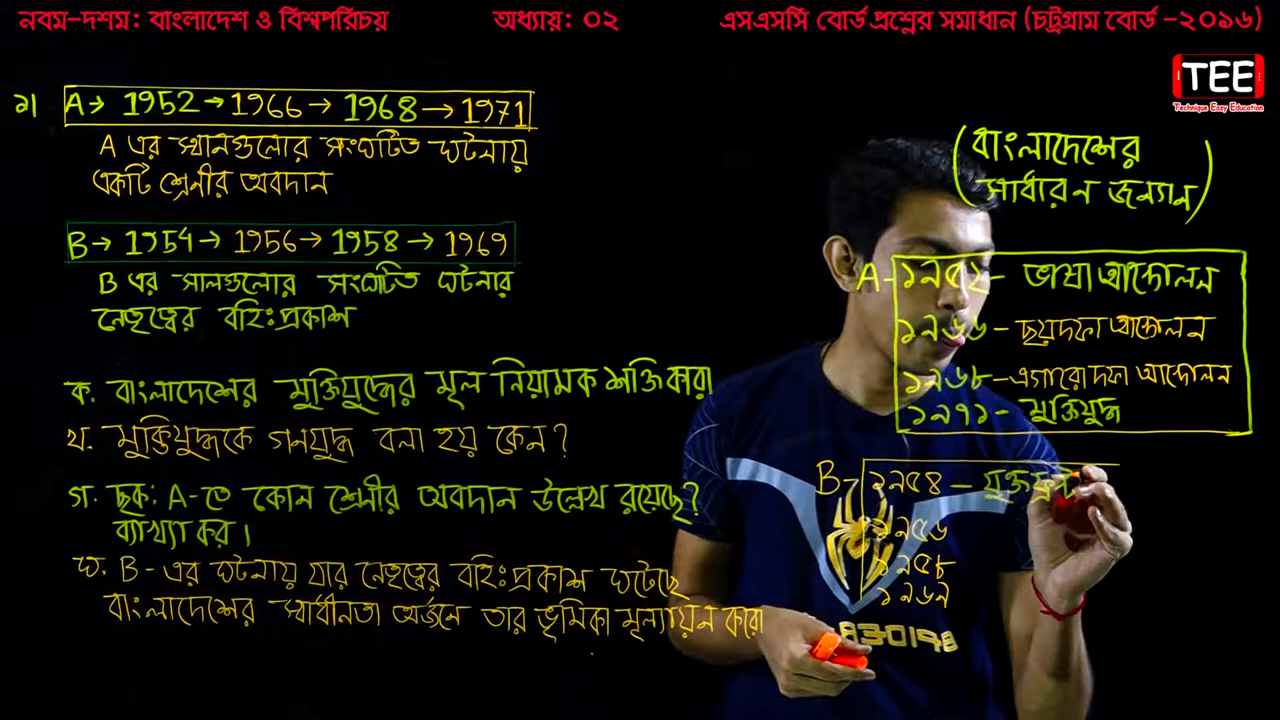 নবম-দশম: বাংলাদেশ ও বিশ্বপরিচয় অধ্যায়: ০২ এসএসসি বোর্ড প্রশ্নের সমাধান (চট্টগ্রাম বোর্ড -২০১৬)
TEE
Technique Easy Education
১। A→ 1952→1966→ 1968→1971
A এর স্থানগুলোর সংঘটিত ঘটনায়
একটি শ্রেনীর অবদান
B→ 1954→ 1956→ 1958→ 1969
B এর সালগুলোর সংঘটিত ঘটনার
নেতৃত্বের বহিঃপ্রকাশ
ক. বাংলাদেশের মুক্তিযুদ্ধের মূল নিয়ামক শক্তি কারা
খ. মুক্তিযুদ্ধকে গনযুদ্ধ বলা হয় কেন?
গ. ছক: A-তে কোন শ্রেনীর অবদান উল্লেখ রয়েছে?
ব্যাখ্যা কর।
ঘ. B-এর ঘটনায় যার নেতৃত্বের বহিঃপ্রকাশ ঘটেছে
বাংলাদেশের স্বাধীনতা অর্জনে তার ভূমিকা মূল্যায়ন করো
(বাংলাদেশের
সার্ধারন জনগন)
A-১৯৫২- ভাষা আন্দোলন
১৯৬৬- ছয়দফা আন্দোলন
১৯৬৮-এগারো দফা আন্দোলন
১৯৭১- মুক্তিযুদ্ধ
B-১৯৫৪ - যুক্তফ্রন্ট
১৯৫৬
১৯৫৮
১৯৬৯
830148